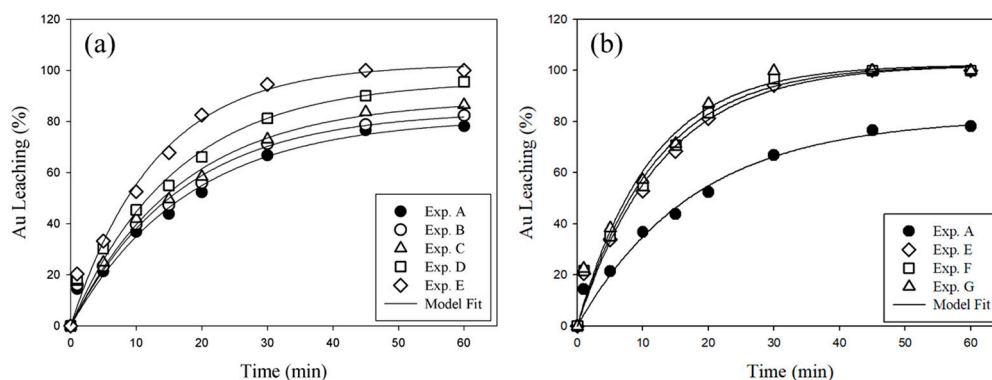 (a)
Au Leaching (%)
120
100
80
60
40
20
0
0 10 20 30 40 50 60
Time (min)
Exp. A
Exp. B
Exp. C
Exp. D
Exp. E
Model Fit
(b)
Au Leaching (%)
120
100
80
60
40
20
0
0 10 20 30 40 50 60
Time (min)
Exp. A
Exp. E
Exp. F
Exp. G
Model Fit